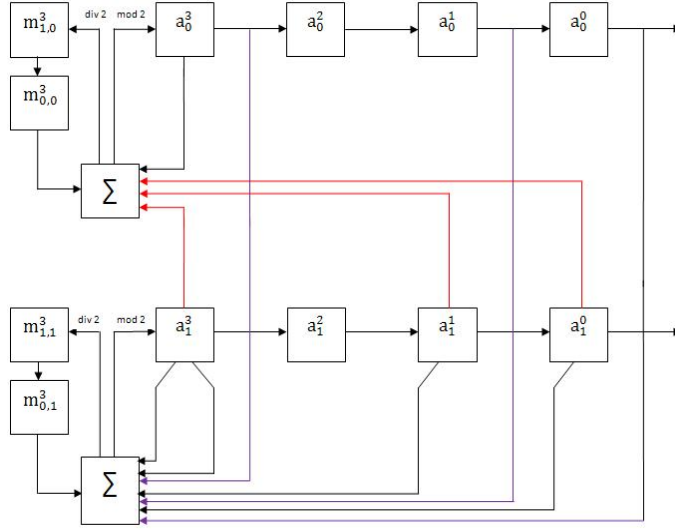 m³₁,₀ div 2 mod 2 a³₀ a²₀ a¹₀ a⁰₀
m³₀,₀
∑
m³₁,₁ div 2 mod 2 a³₁ a²₁ a¹₁ a⁰₁
m³₀,₁
∑